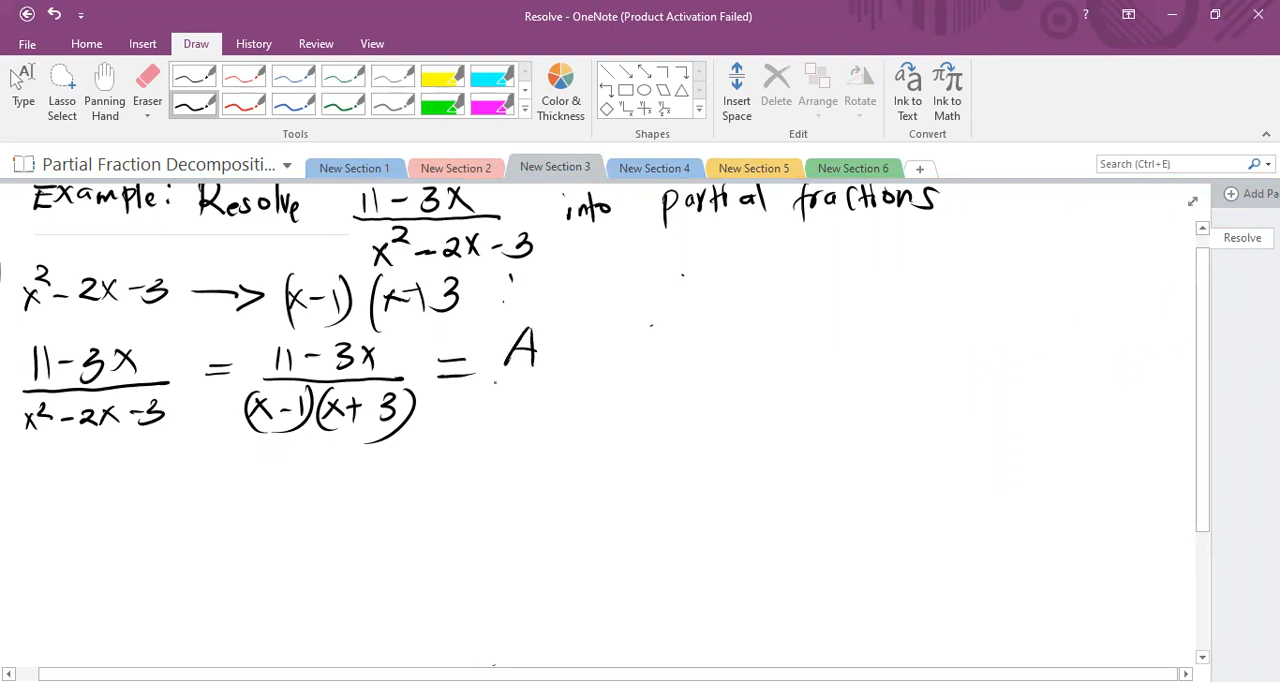 Resolve - OneNote (Product Activation Failed)
?
File Home Insert Draw History Review View
Type Lasso Select Panning Hand Eraser Color & Thickness Insert Space Delete Arrange Rotate Ink to Text Ink to Math
Tools Shapes Edit Convert
Partial Fraction Decompositi... New Section 1 New Section 2 New Section 3 New Section 4 New Section 5 New Section 6 + Search (Ctrl+E)
Add Pa
Resolve
Example: Resolve 11 - 3x / x² - 2x - 3 into partial fractions
x² - 2x - 3 → (x - 1) (x + 3
11 - 3x / x² - 2x - 3 = 11 - 3x / (x - 1)(x + 3) = A